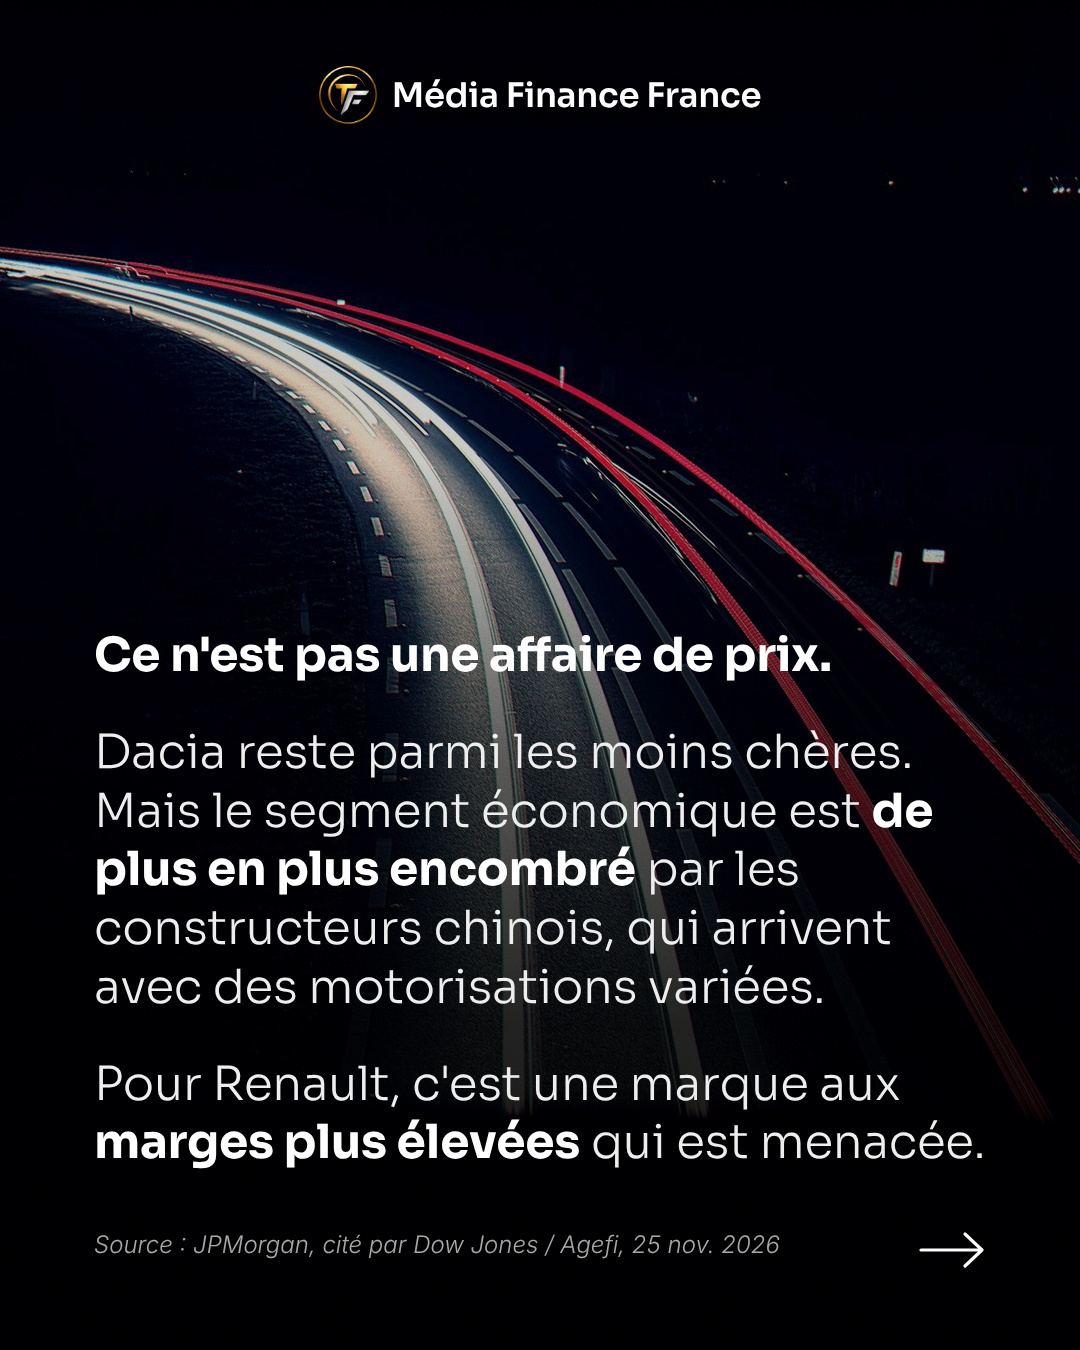 TF Média Finance France
Ce n'est pas une affaire de prix.
Dacia reste parmi les moins chères.
Mais le segment économique est de
plus en plus encombré par les
constructeurs chinois, qui arrivent
avec des motorisations variées.
Pour Renault, c'est une marque aux
marges plus élevées qui est menacée.
Source : JPMorgan, cité par Dow Jones / Agefi, 25 nov. 2026